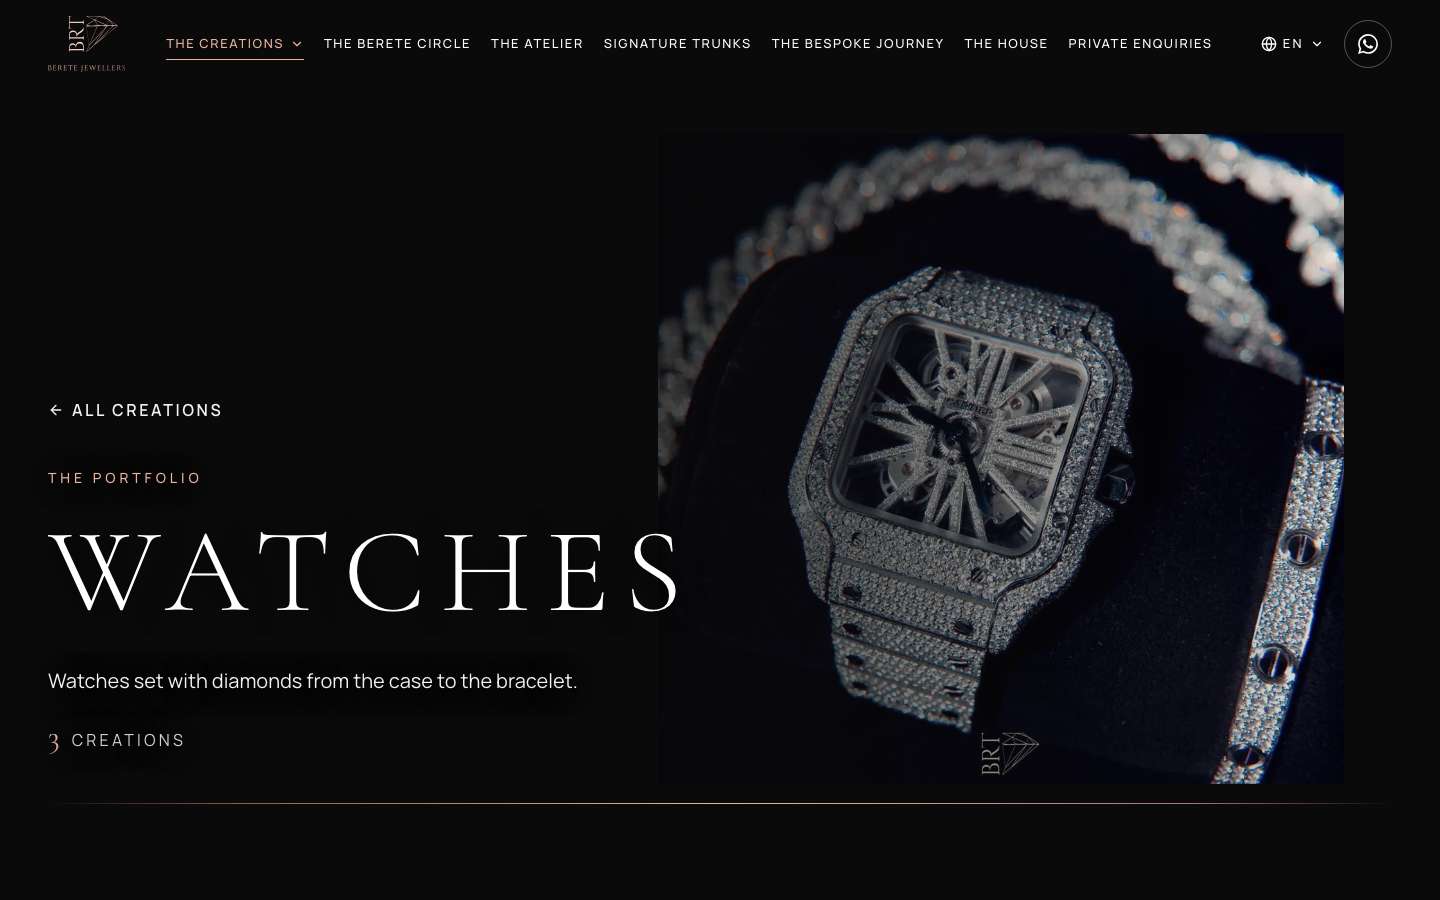 BRT
BERETE JEWELLERS
THE CREATIONS
THE BERETE CIRCLE
THE ATELIER
SIGNATURE TRUNKS
THE BESPOKE JOURNEY
THE HOUSE
PRIVATE ENQUIRIES
EN
ALL CREATIONS
THE PORTFOLIO
WATCHES
Watches set with diamonds from the case to the bracelet.
3 CREATIONS
BRT